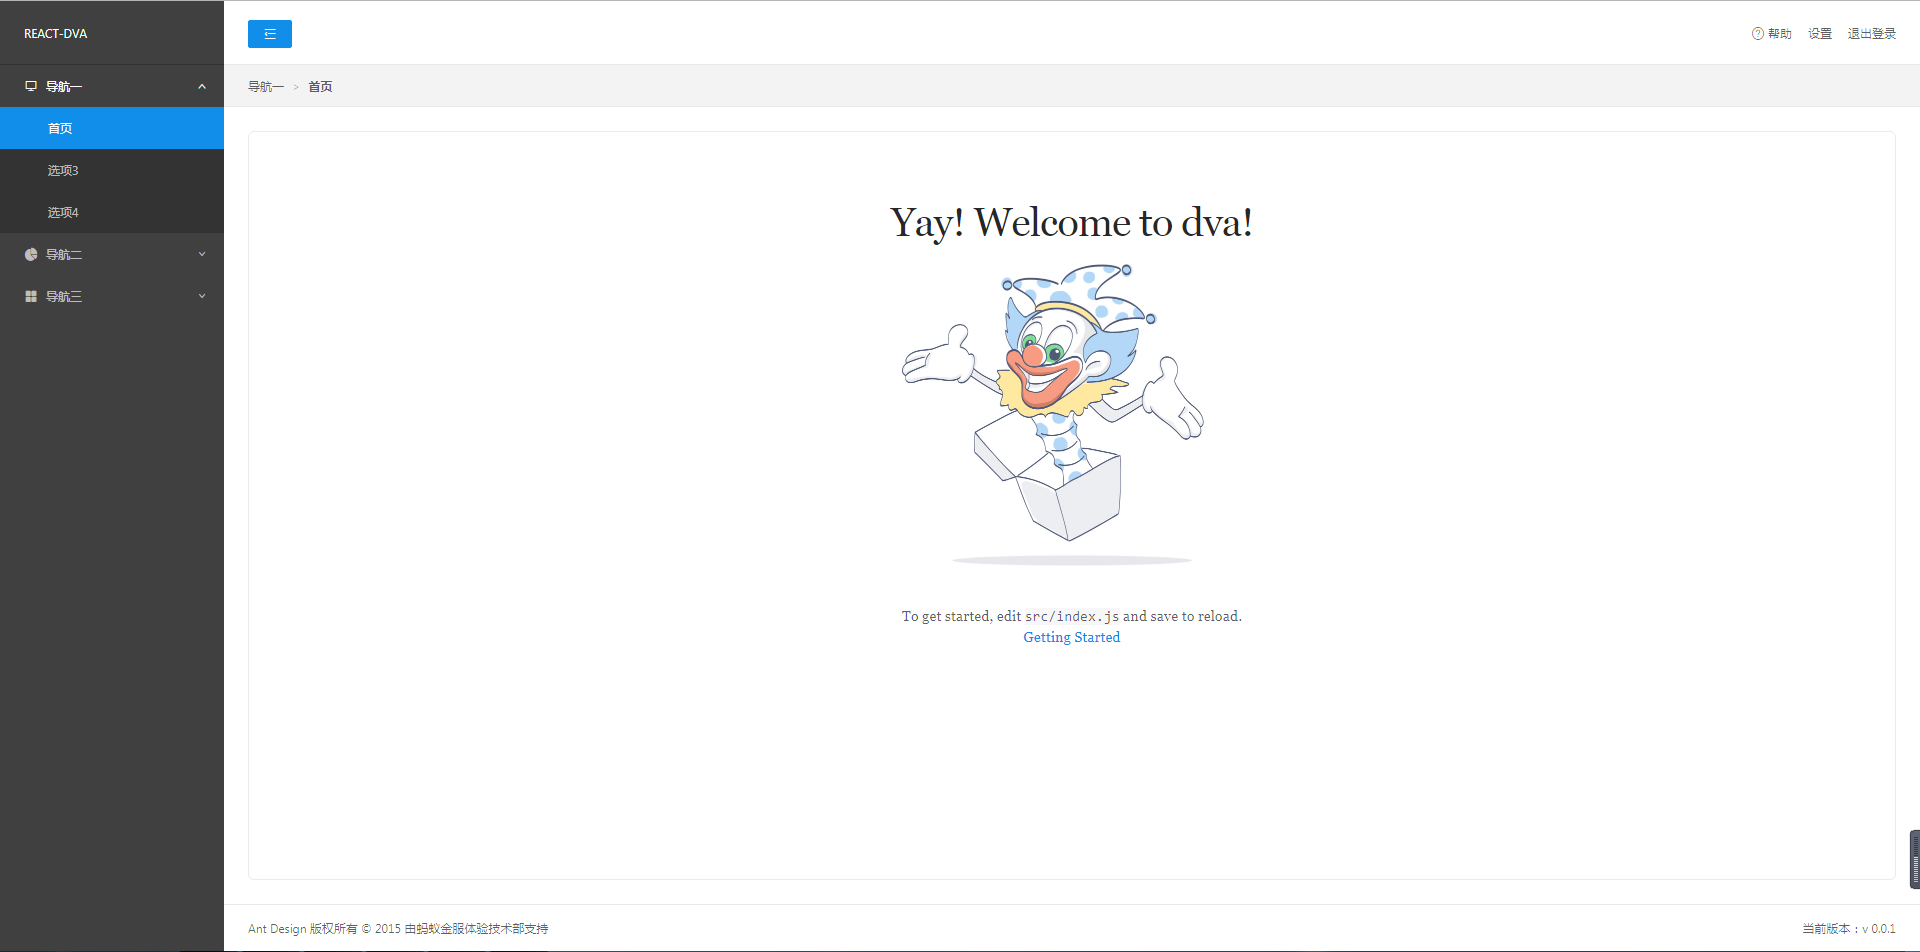 REACT-DVA
帮助 设置 退出登录
导航一
首页
选项3
选项4
导航二
导航三
导航一 > 首页
Yay! Welcome to dva!
To get started, edit src/index.js and save to reload.
Getting Started
Ant Design 版权所有 © 2015 由蚂蚁金服体验技术部支持
当前版本：v 0.0.1